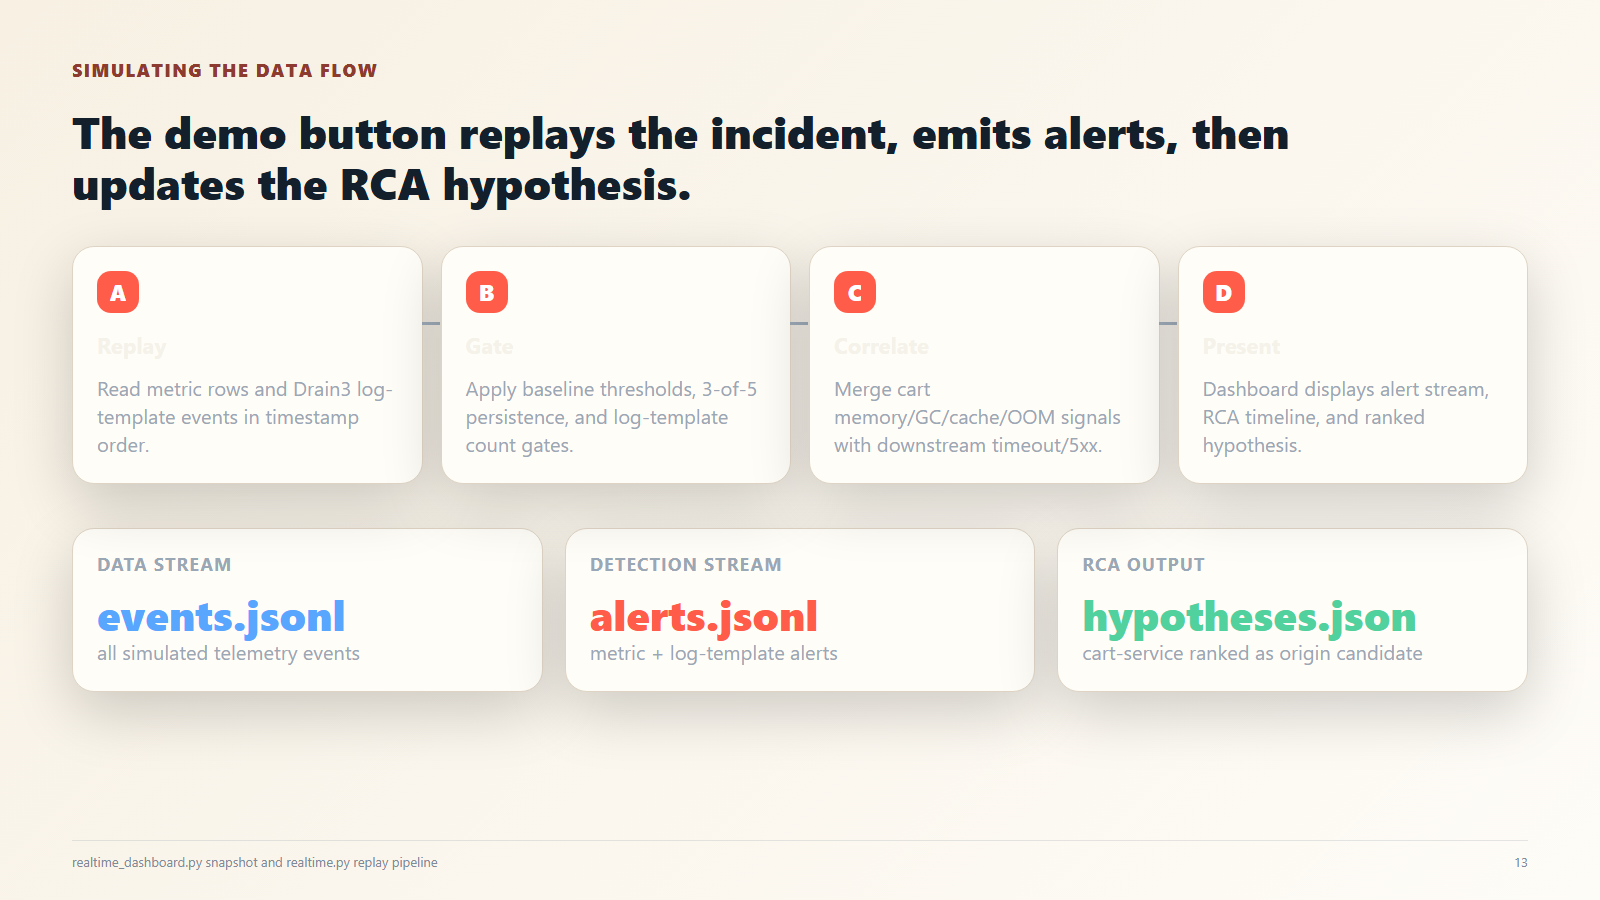 SIMULATING THE DATA FLOW
The demo button replays the incident, emits alerts, then
updates the RCA hypothesis.
A
Replay
Read metric rows and Drain3 log-
template events in timestamp
order.
B
Gate
Apply baseline thresholds, 3-of-5
persistence, and log-template
count gates.
C
Correlate
Merge cart
memory/GC/cache/OOM signals
with downstream timeout/5xx.
D
Present
Dashboard displays alert stream,
RCA timeline, and ranked
hypothesis.
DATA STREAM
events.jsonl
all simulated telemetry events
DETECTION STREAM
alerts.jsonl
metric + log-template alerts
RCA OUTPUT
hypotheses.json
cart-service ranked as origin candidate
realtime_dashboard.py snapshot and realtime.py replay pipeline
13